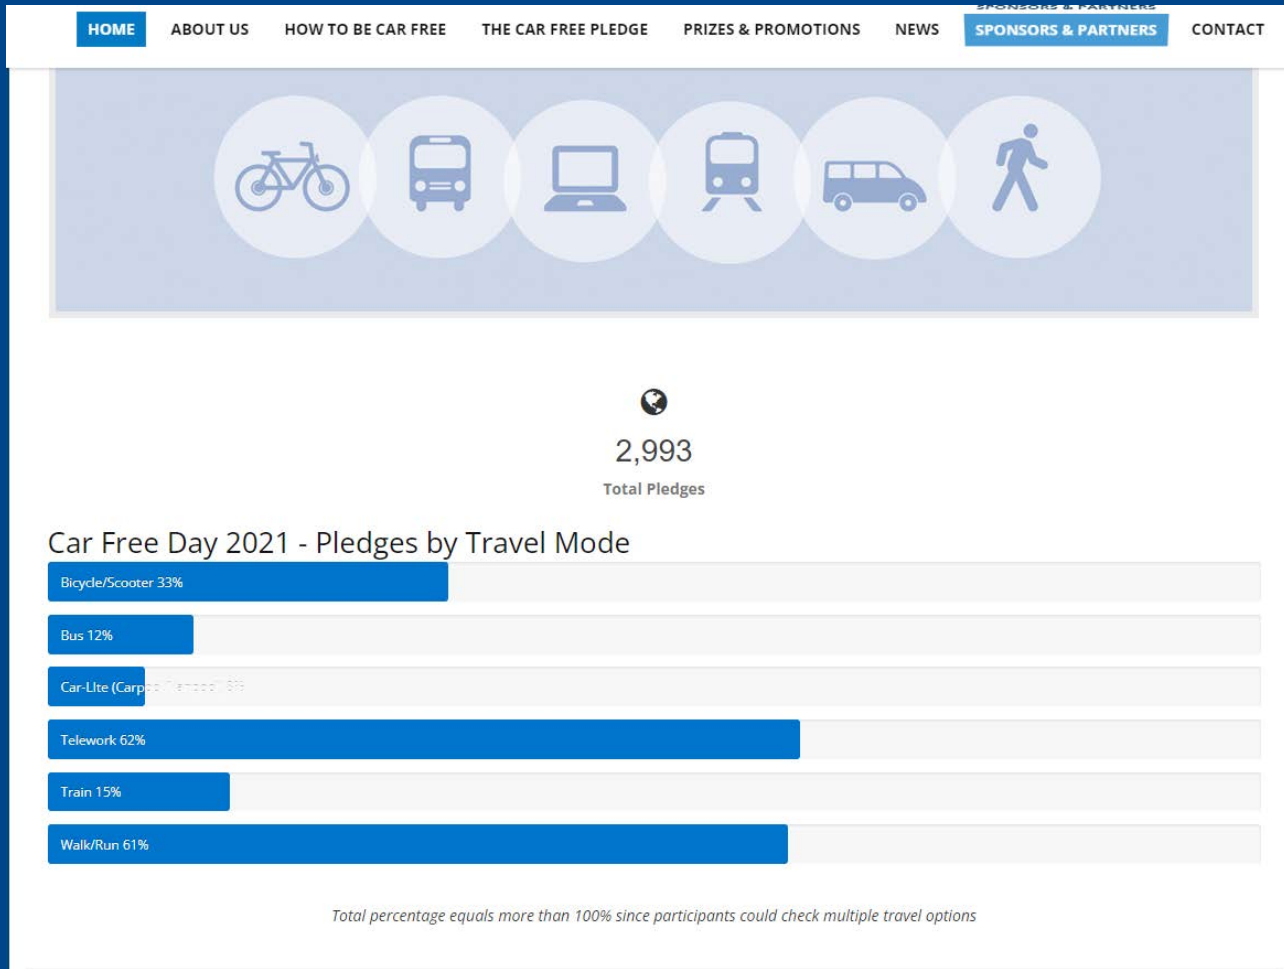 SPONSORS & PARTNERS
HOME ABOUT US HOW TO BE CAR FREE THE CAR FREE PLEDGE PRIZES & PROMOTIONS NEWS SPONSORS & PARTNERS CONTACT
2,993
Total Pledges
Car Free Day 2021 - Pledges by Travel Mode
Bicycle/Scooter 33%
Bus 12%
Car-LIte (Carp
Telework 62%
Train 15%
Walk/Run 61%
Total percentage equals more than 100% since participants could check multiple travel options